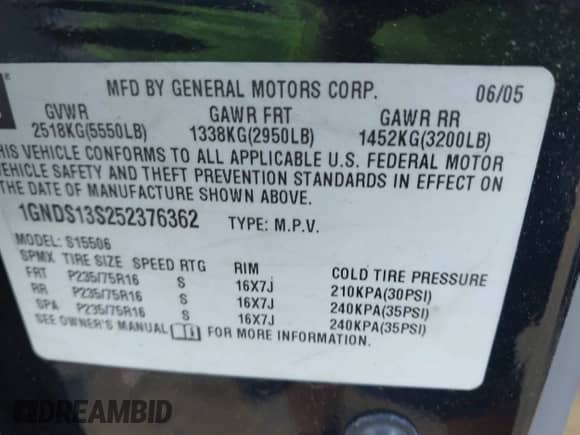 MFD BY GENERAL MOTORS CORP. 06/05
GVWR GAWR FRT GAWR RR
2518KG(5550LB) 1338KG(2950LB) 1452KG(3200LB)
HIS VEHICLE CONFORMS TO ALL APPLICABLE U.S. FEDERAL MOTOR
VEHICLE SAFETY AND THEFT PREVENTION STANDARDS IN EFFECT ON
THE DATE OF MANUFACTURE SHOWN ABOVE.
1GNDS13S252376362 TYPE: M.P.V.
MODEL: S15506
SPMX TIRE SIZE SPEED RTG RIM COLD TIRE PRESSURE
FRT P235/75R16 S 16X7J 210KPA(30PSI)
RR P235/75R16 S 16X7J 240KPA(35PSI)
SPA P235/75R16 S 16X7J 240KPA(35PSI)
SEE OWNER'S MANUAL FOR MORE INFORMATION.
DREAMBID